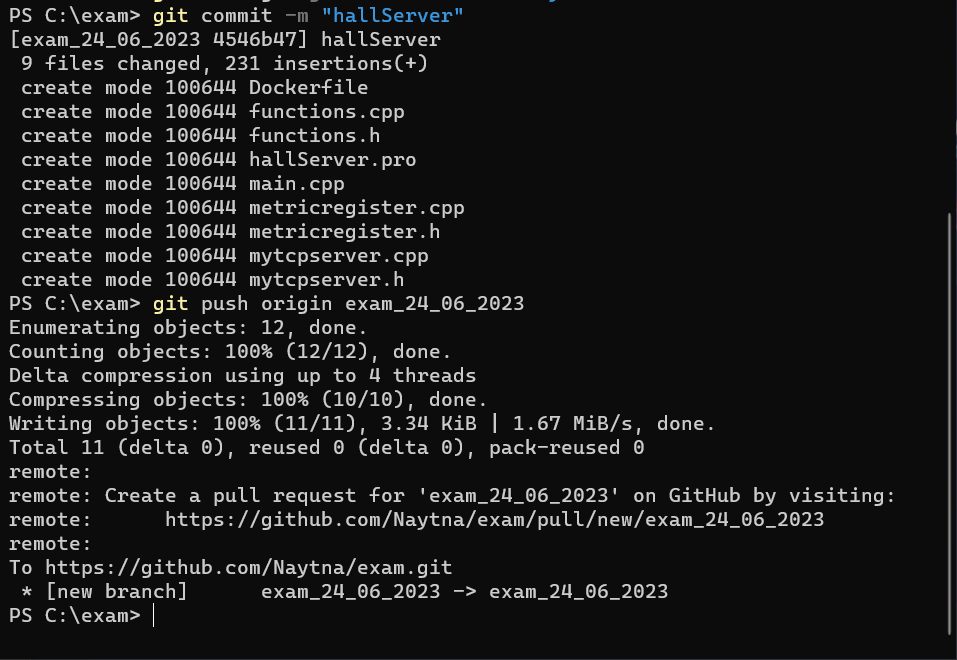 PS C:\exam> git commit -m "hallServer"
[exam_24_06_2023 4546b47] hallServer
 9 files changed, 231 insertions(+)
 create mode 100644 Dockerfile
 create mode 100644 functions.cpp
 create mode 100644 functions.h
 create mode 100644 hallServer.pro
 create mode 100644 main.cpp
 create mode 100644 metricregister.cpp
 create mode 100644 metricregister.h
 create mode 100644 mytcpserver.cpp
 create mode 100644 mytcpserver.h
PS C:\exam> git push origin exam_24_06_2023
Enumerating objects: 12, done.
Counting objects: 100% (12/12), done.
Delta compression using up to 4 threads
Compressing objects: 100% (10/10), done.
Writing objects: 100% (11/11), 3.34 KiB | 1.67 MiB/s, done.
Total 11 (delta 0), reused 0 (delta 0), pack-reused 0
remote:
remote: Create a pull request for 'exam_24_06_2023' on GitHub by visiting:
remote:      https://github.com/Naytna/exam/pull/new/exam_24_06_2023
remote:
To https://github.com/Naytna/exam.git
 * [new branch]      exam_24_06_2023 -> exam_24_06_2023
PS C:\exam>